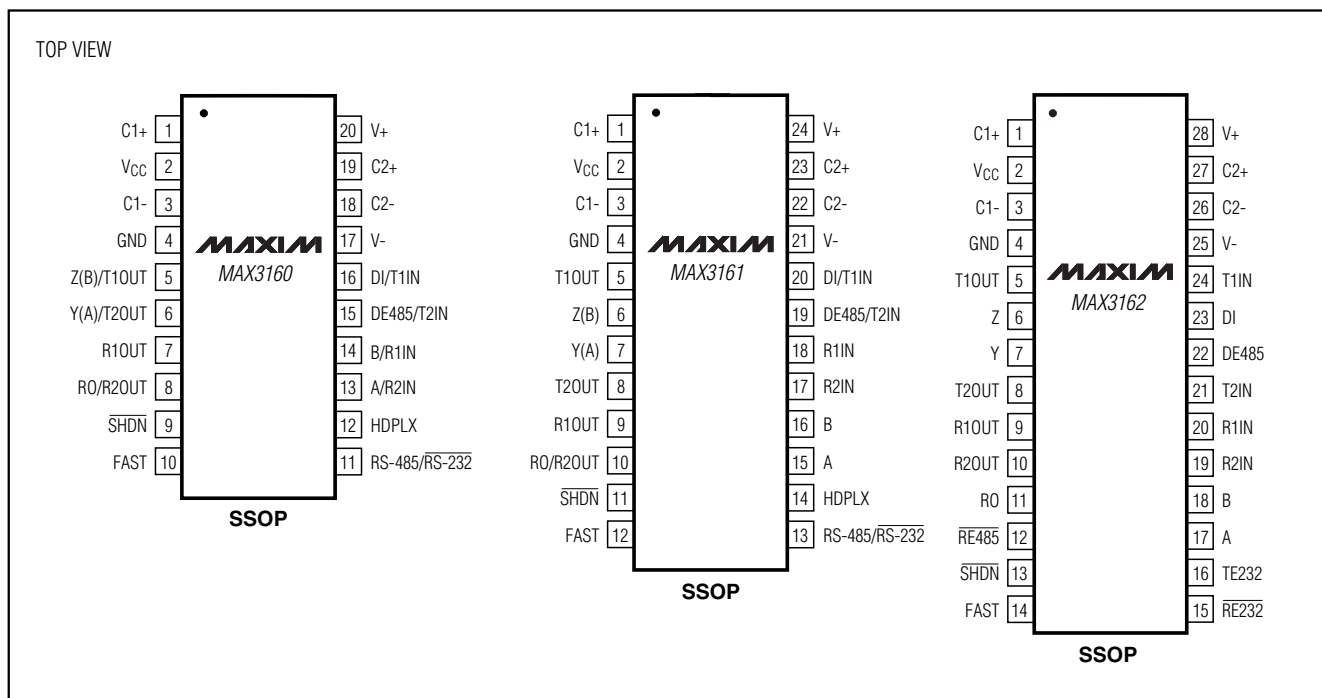 TOP VIEW
C1+ 1 20 V+
VCC 2 19 C2+
C1- 3 18 C2-
GND 4 17 V-
MAXIM
MAX3160
Z(B)/T1OUT 5 16 DI/T1IN
Y(A)/T2OUT 6 15 DE485/T2IN
R1OUT 7 14 B/R1IN
RO/R2OUT 8 13 A/R2IN
SHDN 9 12 HDPLX
FAST 10 11 RS-485/RS-232
SSOP
C1+ 1 24 V+
VCC 2 23 C2+
C1- 3 22 C2-
GND 4 21 V-
MAXIM
MAX3161
T1OUT 5 20 DI/T1IN
Z(B) 6 19 DE485/T2IN
Y(A) 7 18 R1IN
T2OUT 8 17 R2IN
R1OUT 9 16 B
RO/R2OUT 10 15 A
SHDN 11 14 HDPLX
FAST 12 13 RS-485/RS-232
SSOP
C1+ 1 28 V+
VCC 2 27 C2+
C1- 3 26 C2-
GND 4 25 V-
MAXIM
MAX3162
T1OUT 5 24 T1IN
Z 6 23 DI
Y 7 22 DE485
T2OUT 8 21 T2IN
R1OUT 9 20 R1IN
R2OUT 10 19 R2IN
RO 11 18 B
RE485 12 17 A
SHDN 13 16 TE232
FAST 14 15 RE232
SSOP